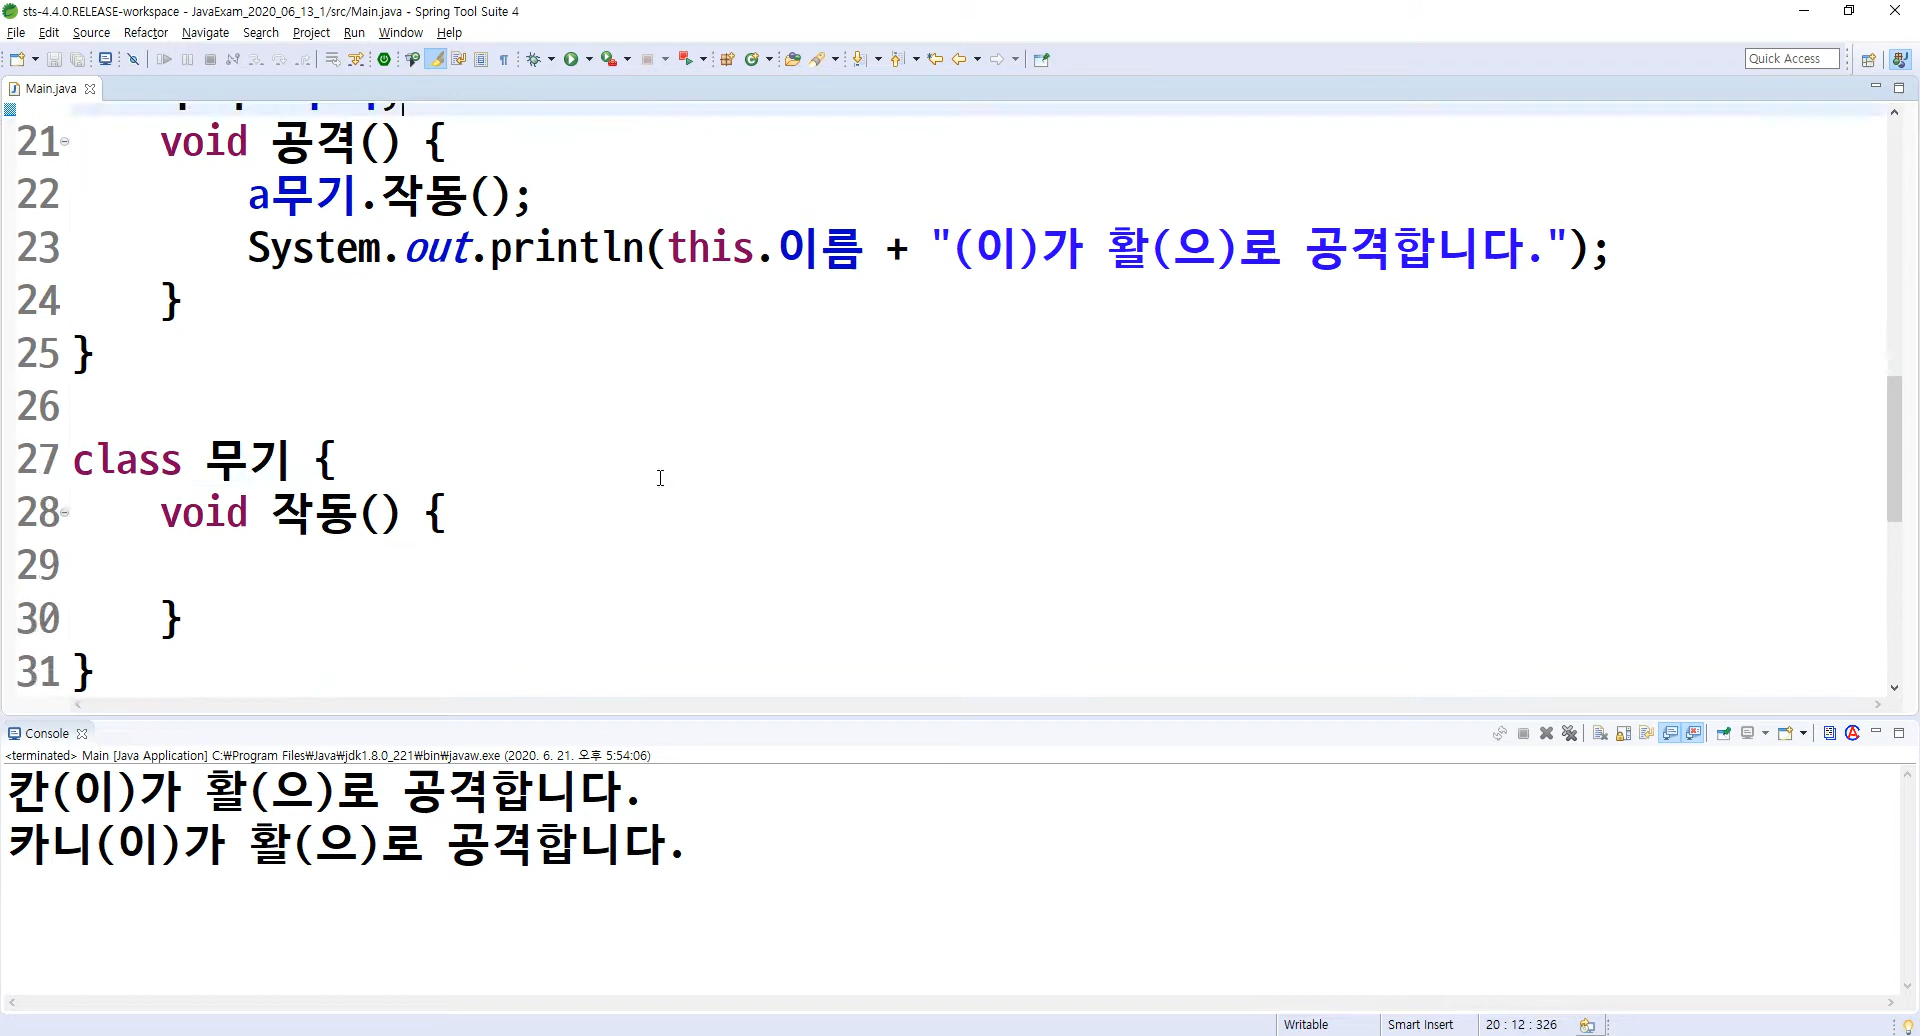 sts-4.4.0.RELEASE-workspace - JavaExam_2020_06_13_1/src/Main.java - Spring Tool Suite 4
File Edit Source Refactor Navigate Search Project Run Window Help
Quick Access
Main.java
21 void 공격() {
22 a무기.작동();
23 System.out.println(this.이름 + "(이)가 활(으)로 공격합니다.");
24 }
25 }
26
27 class 무기 {
28 void 작동() {
29
30 }
31 }
Console
<terminated> Main [Java Application] C:₩Program Files₩Java₩jdk1.8.0_221₩bin₩javaw.exe (2020. 6. 21. 오후 5:54:06)
칸(이)가 활(으)로 공격합니다.
카니(이)가 활(으)로 공격합니다.
Writable Smart Insert 20 : 12 : 326